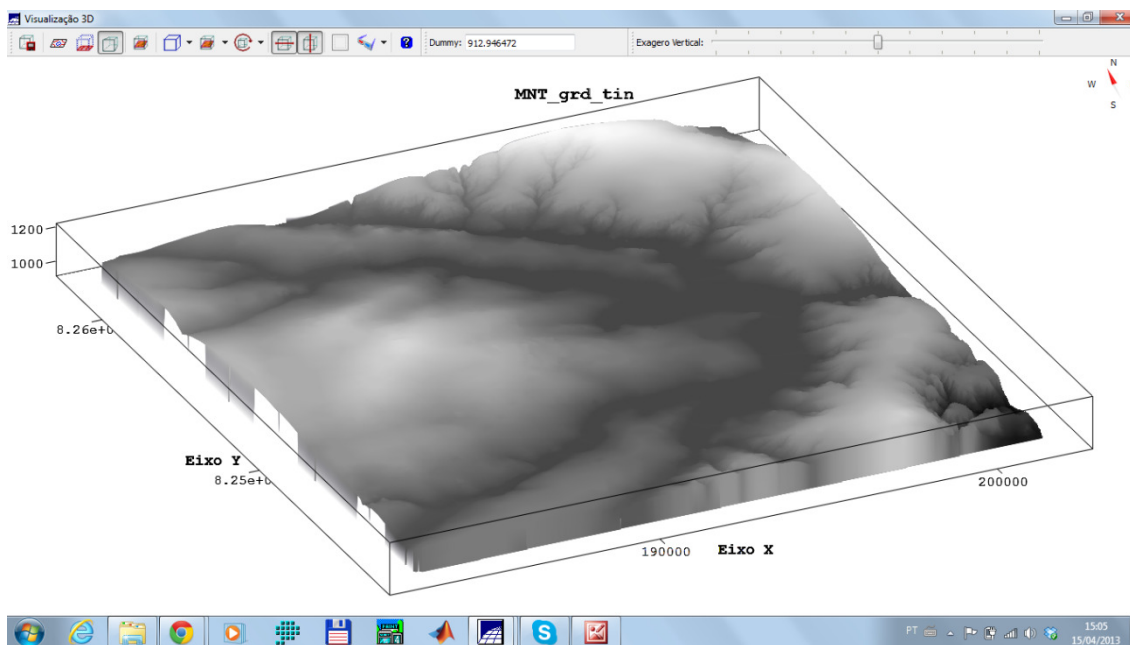 Visualização 3D
Dummy: 912.946472
Exagero Vertical:
N
W
S
MNT_grd_tin
1200
1000
8.26e+0
Eixo Y
8.25e+0
190000
Eixo X
200000
PT
15:05
15/04/2013